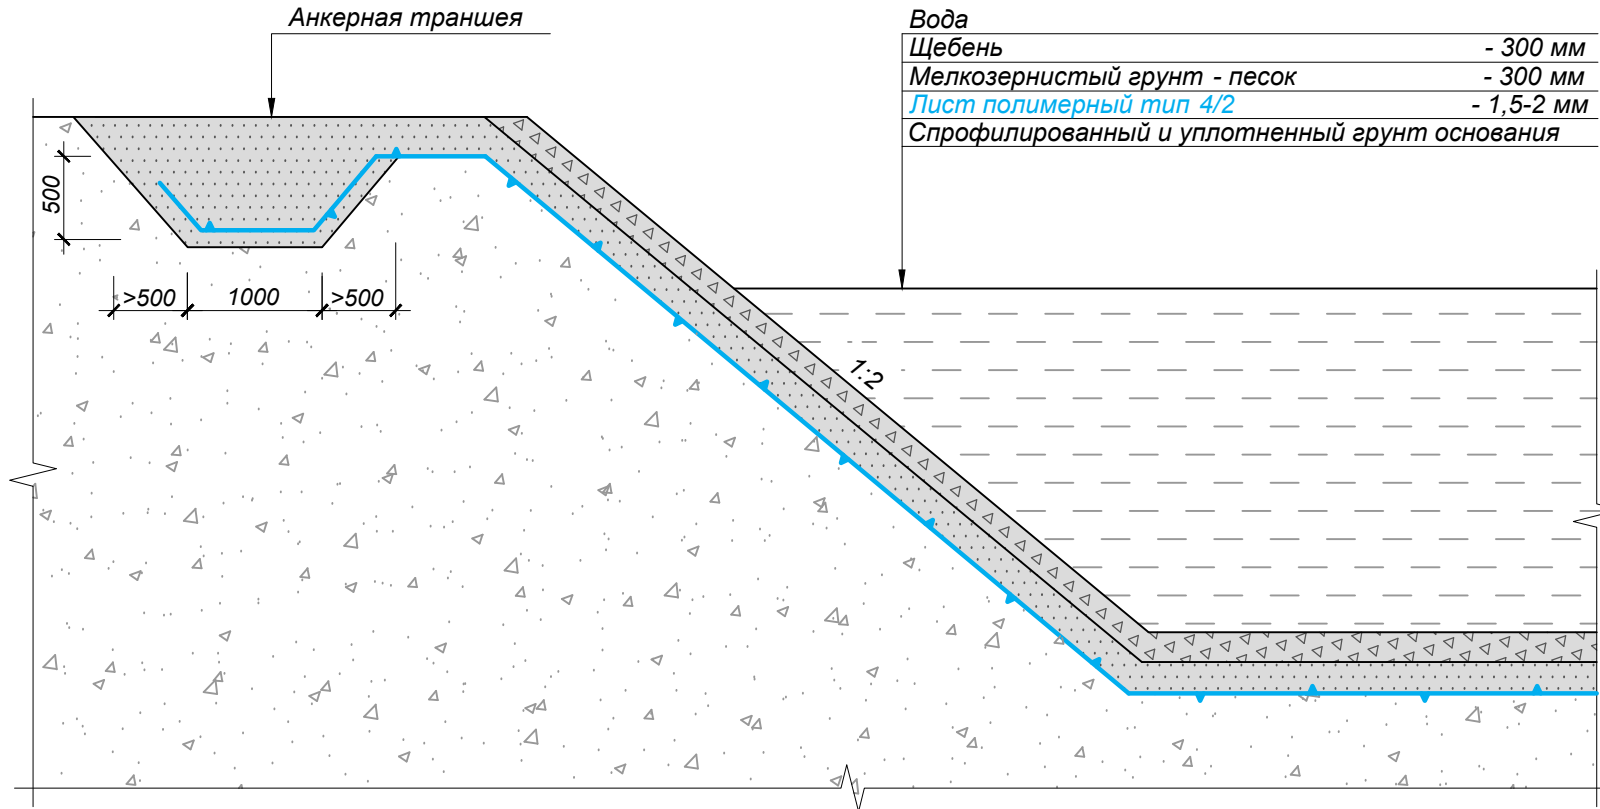 Анкерная траншея
Вода
Щебень - 300 мм
Мелкозернистый грунт - песок - 300 мм
Лист полимерный тип 4/2 - 1,5-2 мм
Спрофилированный и уплотненный грунт основания
500
>500 1000 >500
1:2